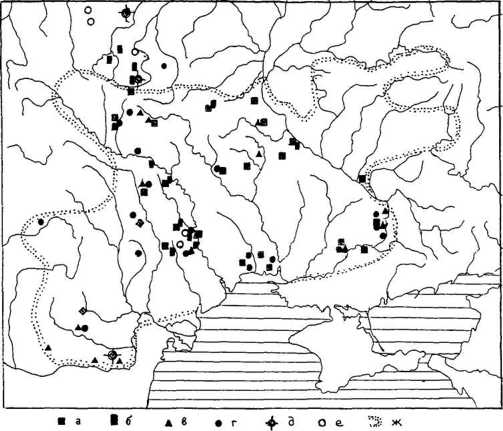 а б в г д е ж